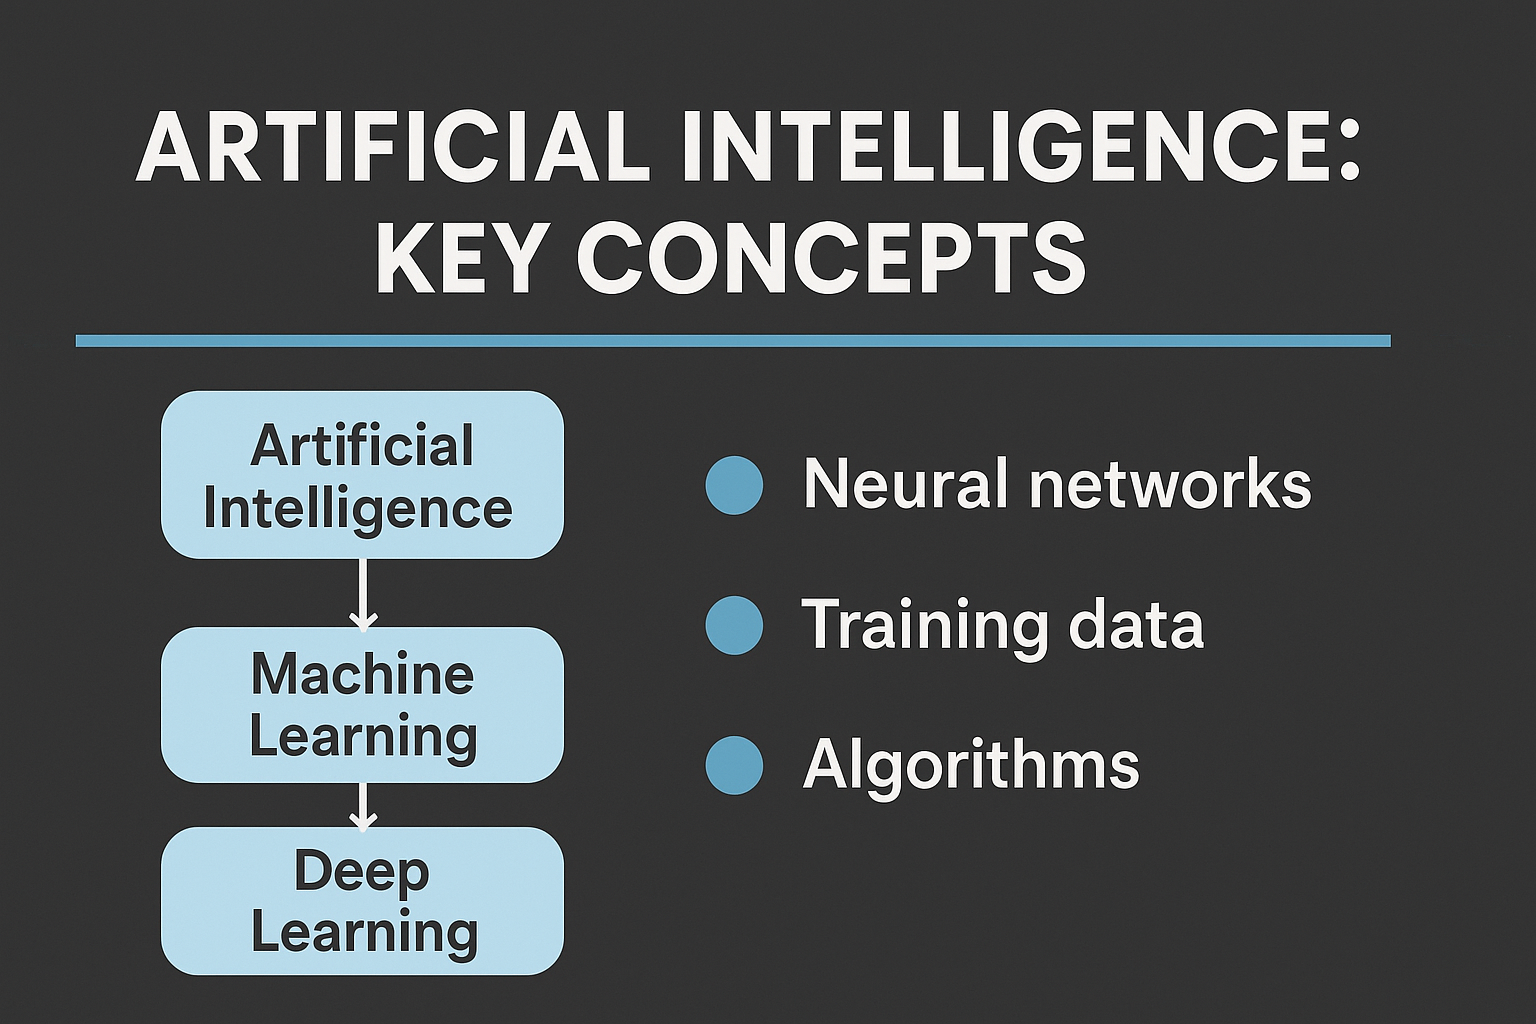 ARTIFICIAL INTELLIGENCE:
KEY CONCEPTS
Artificial
Intelligence
Machine
Learning
Deep
Learning
Neural networks
Training data
Algorithms